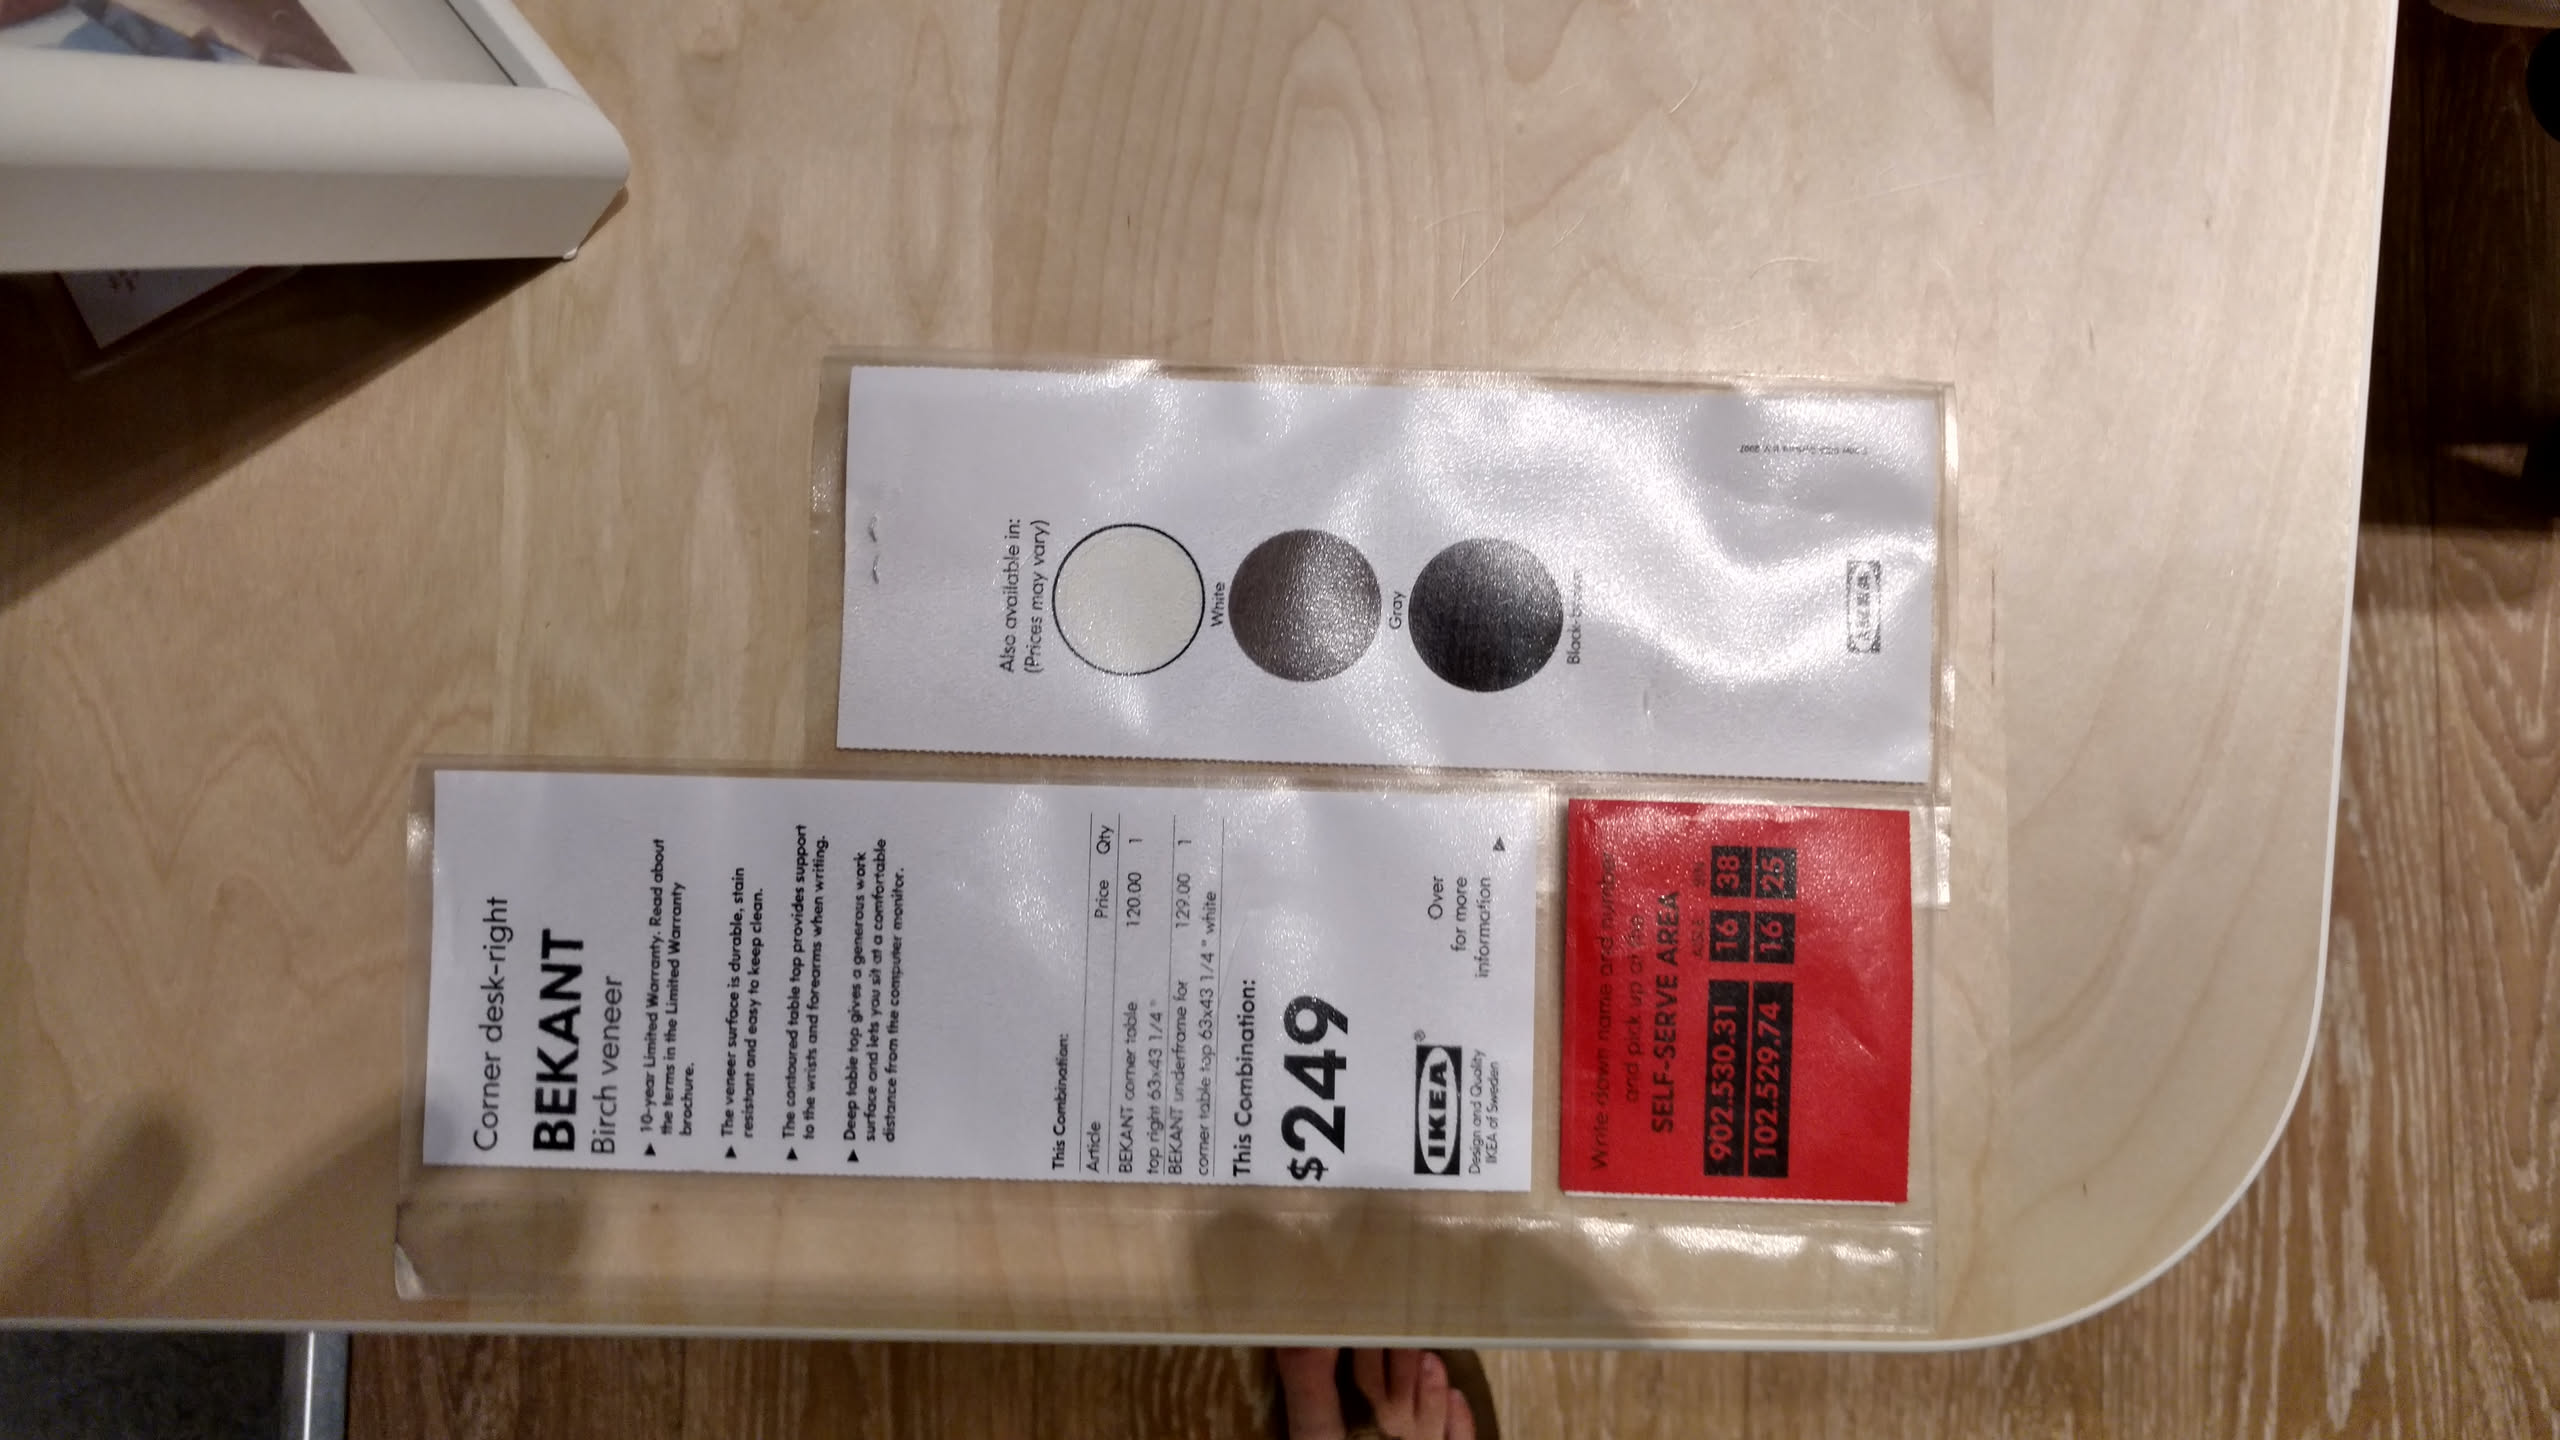 Corner desk-right
BEKANT
Birch veneer
▶ 10-year Limited Warranty. Read about
the terms in the Limited Warranty
brochure.
▶ The veneer surface is durable, stain
resistant and easy to keep clean.
▶ The contoured table top provides support
to the wrists and forearms when writing.
▶ Deep table top gives a generous work
surface and lets you sit at a comfortable
distance from the computer monitor.
This Combination:
Article Price Qty
BEKANT corner table 120.00 1
top right 63x43 1/4 "
BEKANT underframe for 129.00 1
corner table top 63x43 1/4 " white
This Combination:
$249
IKEA®
Design and Quality
IKEA of Sweden
Over
for more
information
Write down name and number
and pick up at the
SELF-SERVE AREA
AISLE BIN
902.530.31 16 38
102.529.74 16 25
Also available in:
(Prices may vary)
White
Gray
Black-brown
IKEA